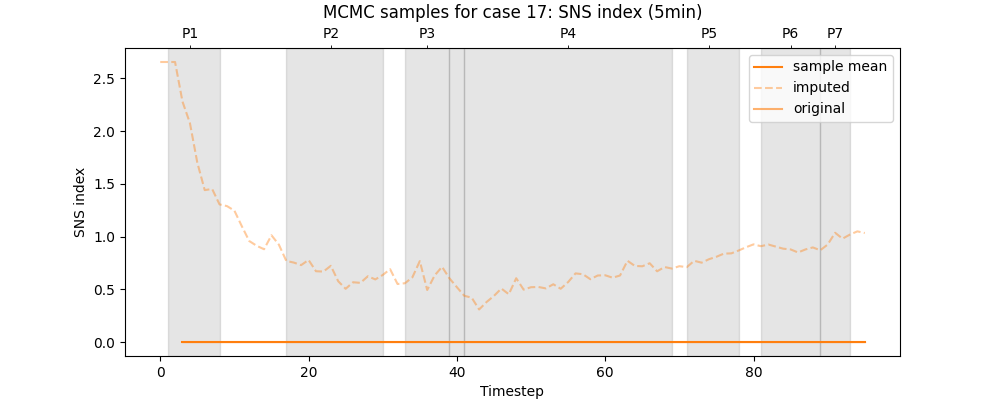 MCMC samples for case 17: SNS index (5min)
P1 P2 P3 P4 P5 P6 P7
sample mean
imputed
original
2.5
2.0
1.5
1.0
0.5
0.0
SNS index
0 20 40 60 80
Timestep